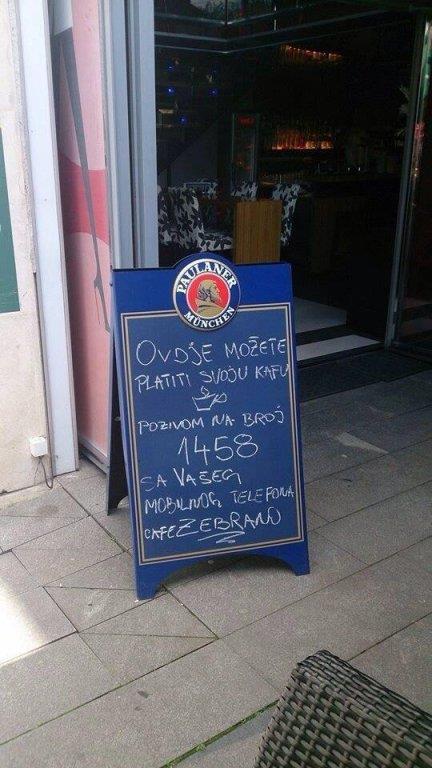 PAULANER
MÜNCHEN
OVDJE MOŽETE
PLATITI SVOJU KAFU
POZIVOM NA BROJ
1458
SA VAŠEG
MOBILNOG TELEFONA
CAFE ZEBRANO